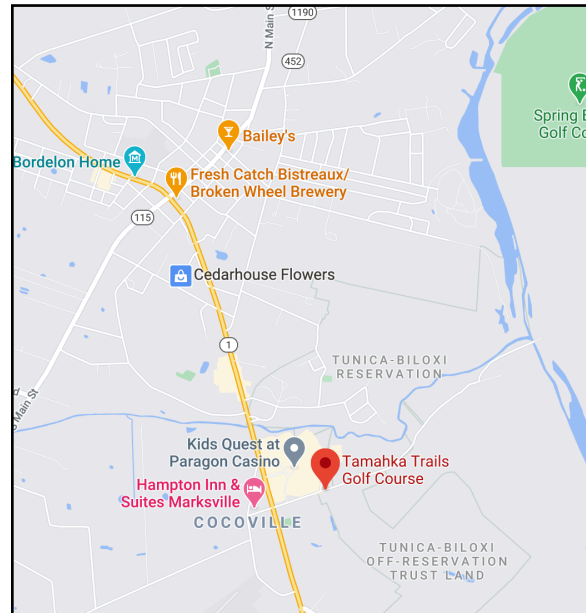 1190
N Main St
452
Spring B
Golf Co
Bailey's
Bordelon Home
Fresh Catch Bistreaux/
Broken Wheel Brewery
115
Cedarhouse Flowers
1
TUNICA-BILOXI
RESERVATION
Main St
Kids Quest at
Paragon Casino
Tamahka Trails
Golf Course
Hampton Inn &
Suites Marksville
COCOVILLE
TUNICA-BILOXI
OFF-RESERVATION
TRUST LAND